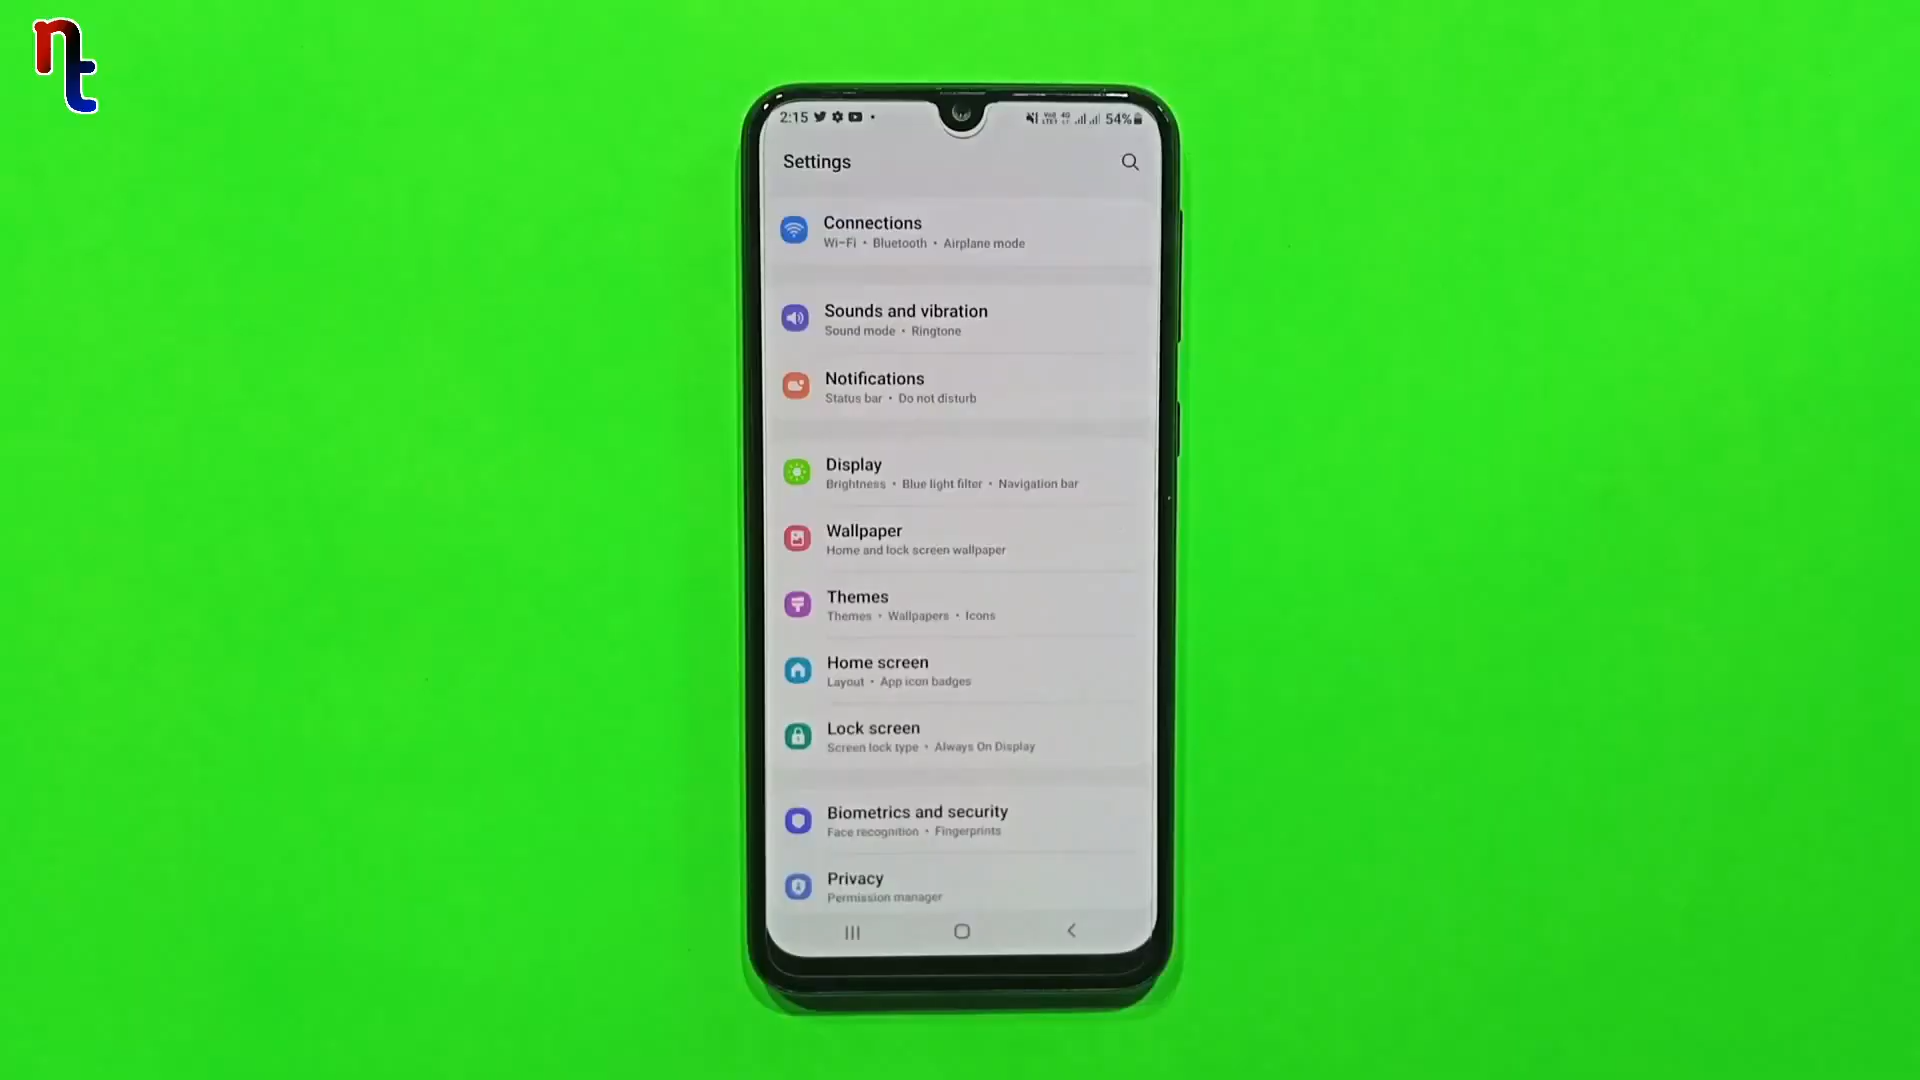 nt
2:15
54%
Settings
Connections
Wi-Fi • Bluetooth • Airplane mode
Sounds and vibration
Sound mode • Ringtone
Notifications
Status bar • Do not disturb
Display
Brightness • Blue light filter • Navigation bar
Wallpaper
Home and lock screen wallpaper
Themes
Themes • Wallpapers • Icons
Home screen
Layout • App icon badges
Lock screen
Screen lock type • Always On Display
Biometrics and security
Face recognition • Fingerprints
Privacy
Permission manager